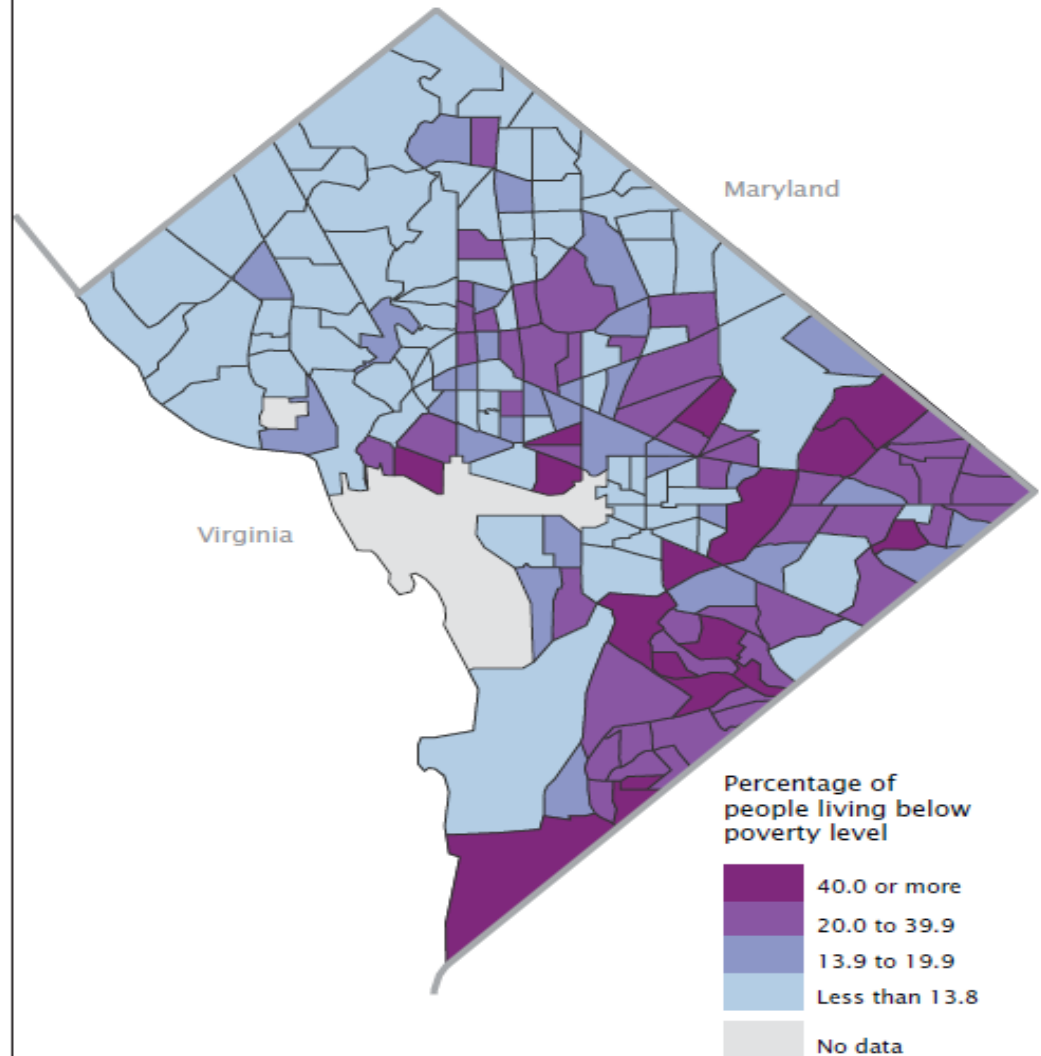 Maryland
Virginia
Percentage of
people living below
poverty level
40.0 or more
20.0 to 39.9
13.9 to 19.9
Less than 13.8
No data